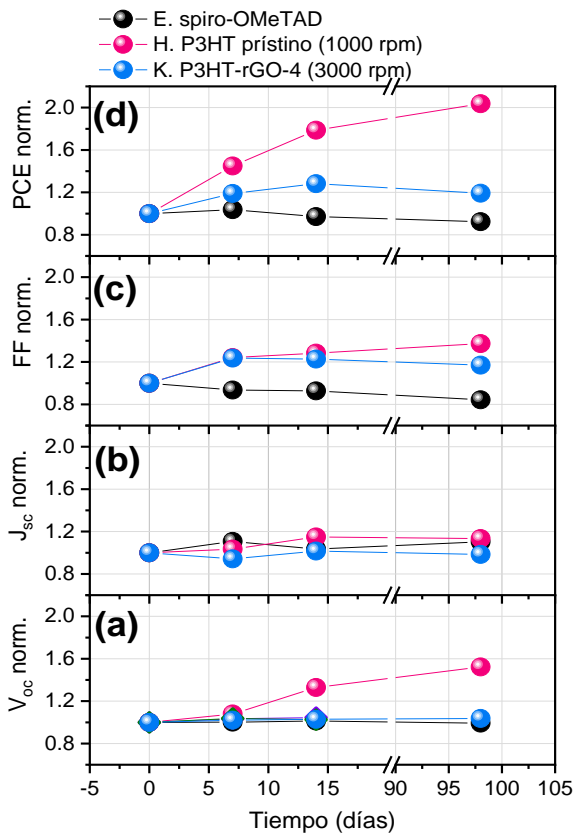 E. spiro-OMeTAD
H. P3HT prístino (1000 rpm)
K. P3HT-rGO-4 (3000 rpm)
(d)
PCE norm.
2.0
1.6
1.2
0.8
(c)
FF norm.
2.0
1.6
1.2
0.8
(b)
Jsc norm.
2.0
1.6
1.2
0.8
(a)
Voc norm.
2.0
1.6
1.2
0.8
-5 0 5 10 15 20 90 95 100 105
Tiempo (días)